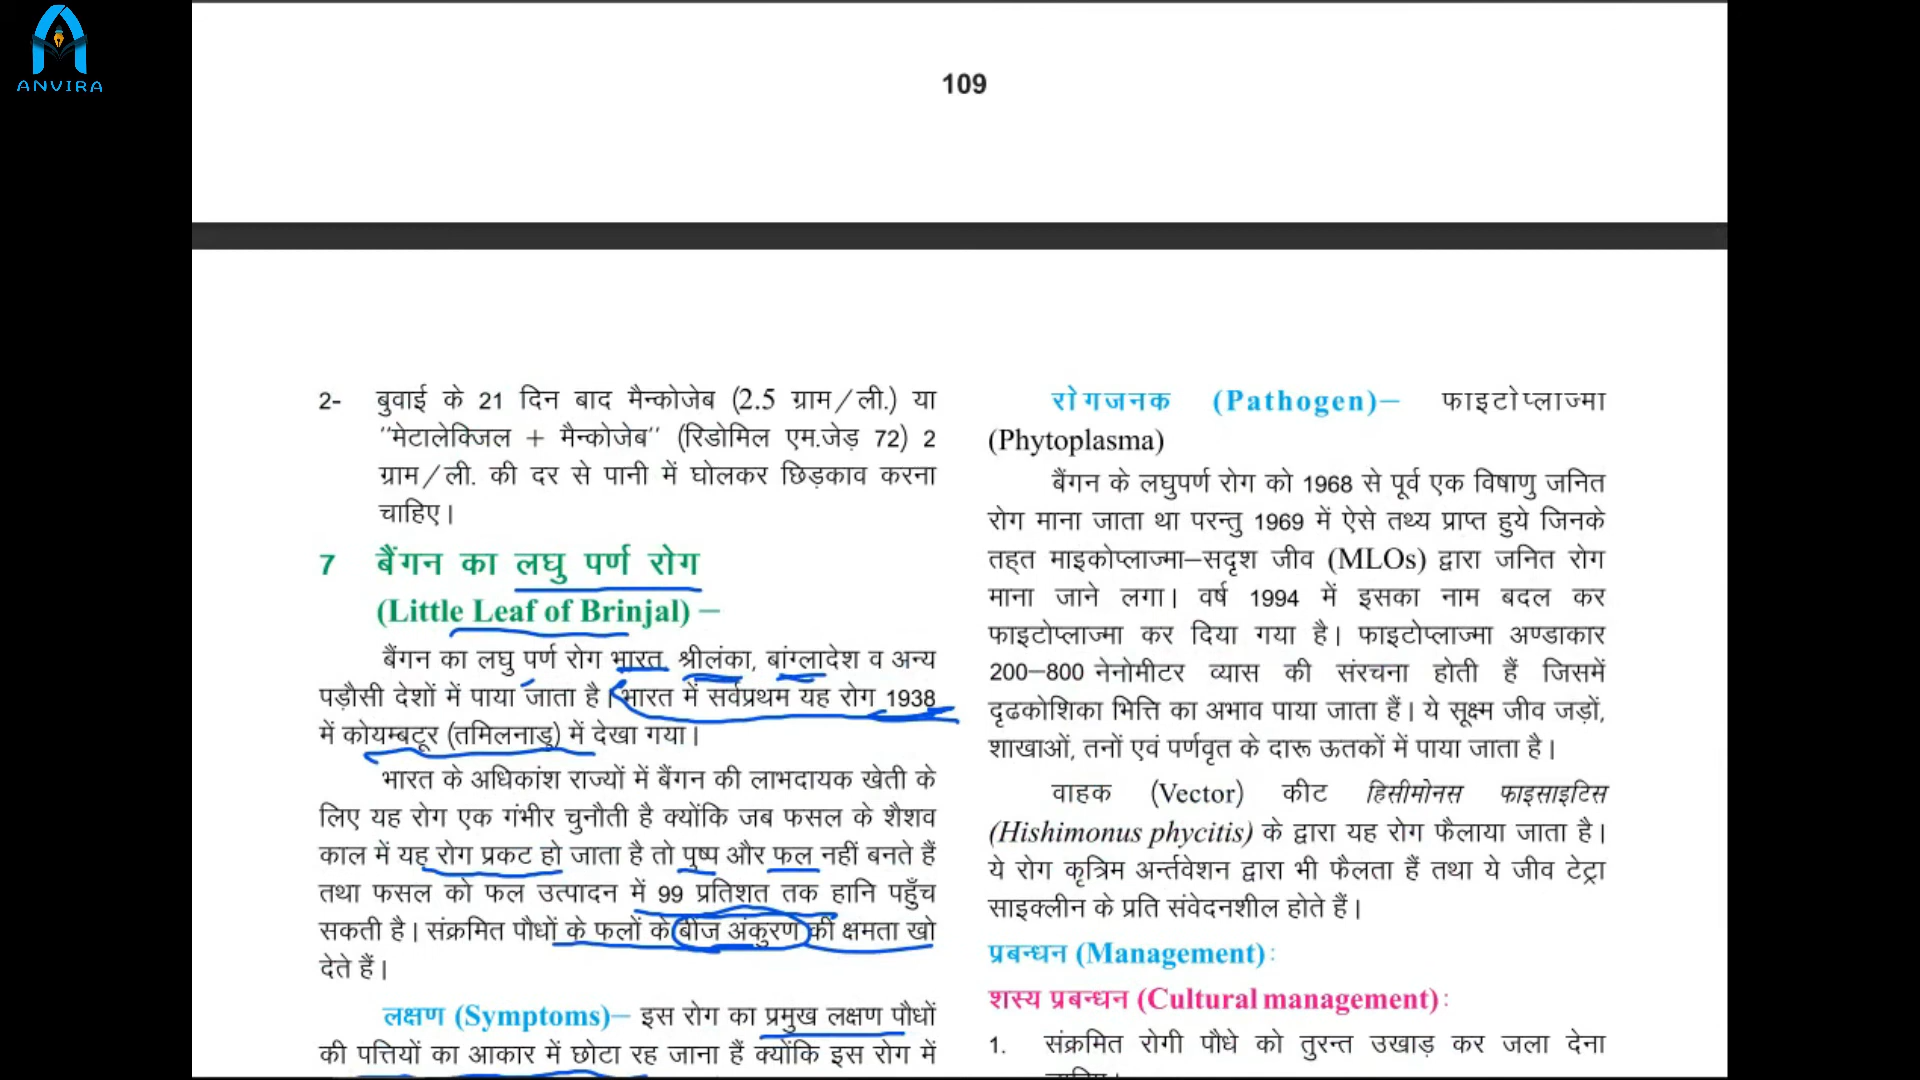 ANVIRA
109
2- बुवाई के 21 दिन बाद मैन्कोजेब (2.5 ग्राम/ली.) या
"मेटालेक्जिल + मैन्कोजेब" (रिडोमिल एम.जेड़ 72) 2
ग्राम/ली. की दर से पानी में घोलकर छिड़काव करना
चाहिए।
7 बैंगन का लघु पर्ण रोग
(Little Leaf of Brinjal) –
बैंगन का लघु पर्ण रोग भारत, श्रीलंका, बांग्लादेश व अन्य
पड़ौसी देशों में पाया जाता है। भारत में सर्वप्रथम यह रोग 1938
में कोयम्बटूर (तमिलनाडु) में देखा गया।
भारत के अधिकांश राज्यों में बैंगन की लाभदायक खेती के
लिए यह रोग एक गंभीर चुनौती है क्योंकि जब फसल के शैशव
काल में यह रोग प्रकट हो जाता है तो पुष्प और फल नहीं बनते हैं
तथा फसल को फल उत्पादन में 99 प्रतिशत तक हानि पहुँच
सकती है। संक्रमित पौधों के फलों के बीज अंकुरण की क्षमता खो
देते हैं।
लक्षण (Symptoms)– इस रोग का प्रमुख लक्षण पौधों
की पत्तियों का आकार में छोटा रह जाना हैं क्योंकि इस रोग में
रोगजनक (Pathogen)– फाइटोप्लाज्मा
(Phytoplasma)
बैंगन के लघुपर्ण रोग को 1968 से पूर्व एक विषाणु जनित
रोग माना जाता था परन्तु 1969 में ऐसे तथ्य प्राप्त हुये जिनके
तह्त माइकोप्लाज्मा–सदृश जीव (MLOs) द्वारा जनित रोग
माना जाने लगा। वर्ष 1994 में इसका नाम बदल कर
फाइटोप्लाज्मा कर दिया गया है। फाइटोप्लाज्मा अण्डाकार
200–800 नेनोमीटर व्यास की संरचना होती हैं जिसमें
दृढकोशिका भित्ति का अभाव पाया जाता हैं। ये सूक्ष्म जीव जड़ों,
शाखाओं, तनों एवं पर्णवृत के दारू ऊतकों में पाया जाता है।
वाहक (Vector) कीट हिसीमोनस फाइसाइटिस
(Hishimonus phycitis) के द्वारा यह रोग फैलाया जाता है।
ये रोग कृत्रिम अर्न्तवेशन द्वारा भी फैलता हैं तथा ये जीव टेट्रा
साइक्लीन के प्रति संवेदनशील होते हैं।
प्रबन्धन (Management):
शस्य प्रबन्धन (Cultural management):
1. संक्रमित रोगी पौधे को तुरन्त उखाड़ कर जला देना